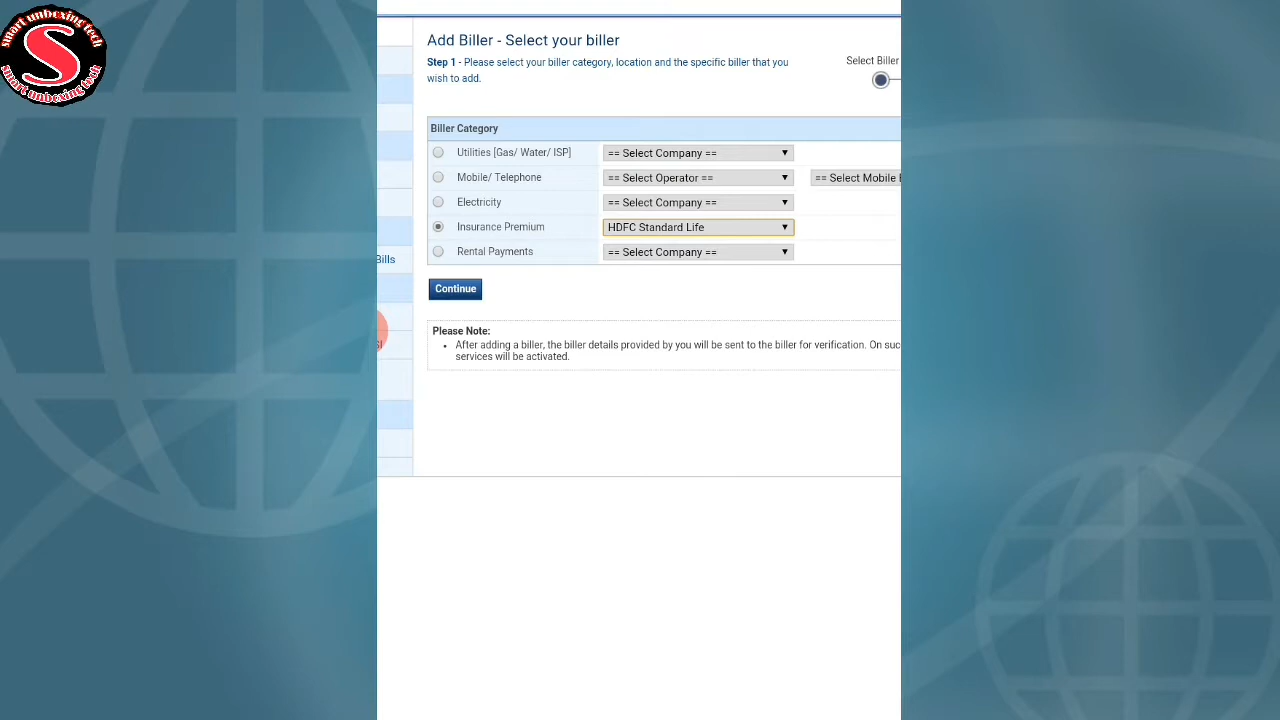 smart unboxing tech
S
smart unboxing tech
Add Biller - Select your biller
Step 1 - Please select your biller category, location and the specific biller that you
wish to add.
Select Biller
Biller Category
Utilities [Gas/ Water/ ISP] == Select Company ==
Mobile/ Telephone == Select Operator == == Select Mobile
Electricity == Select Company ==
Insurance Premium HDFC Standard Life
Rental Payments == Select Company ==
Bills
Continue
Please Note:
• After adding a biller, the biller details provided by you will be sent to the biller for verification. On suc
services will be activated.